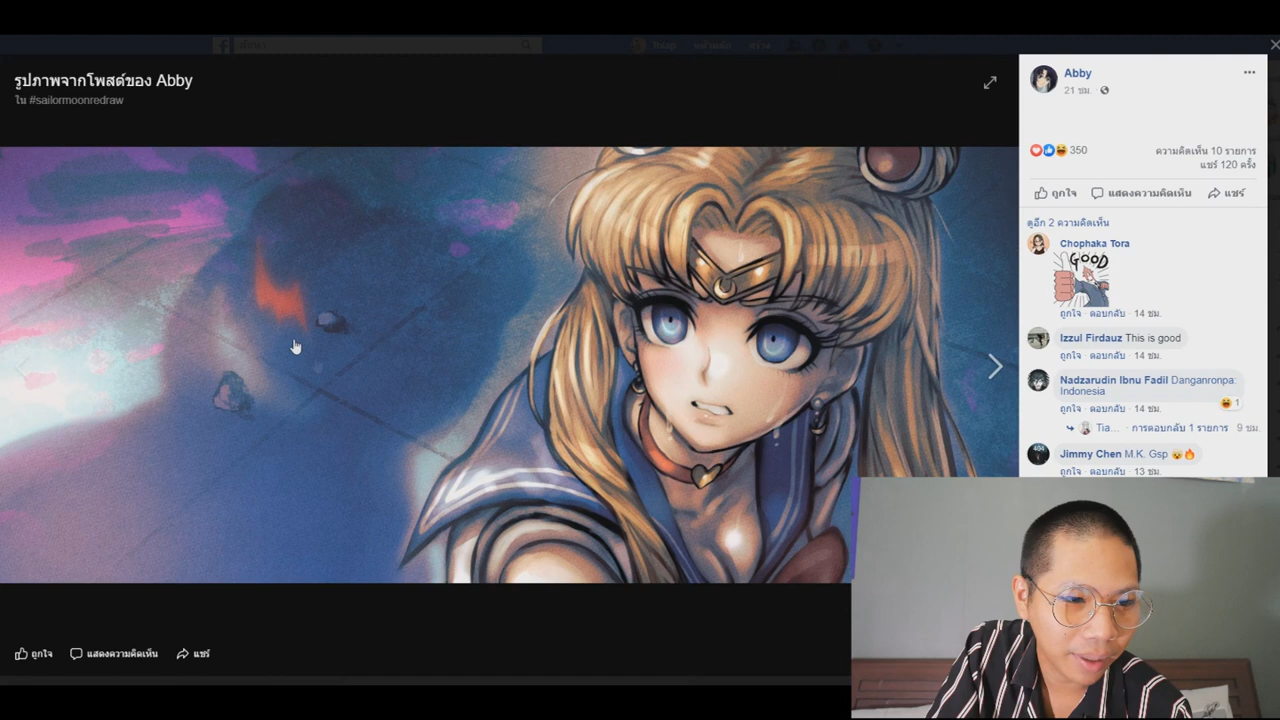 ค้นหา
รูปภาพจากโพสต์ของ Abby
ใน #sailormoonredraw
Abby
21 ชม.
350
ความคิดเห็น 10 รายการ
แชร์ 120 ครั้ง
ถูกใจ แสดงความคิดเห็น แชร์
ดูอีก 2 ความคิดเห็น
Chophaka Tora
GOOD
ถูกใจ · ตอบกลับ · 14 ชม.
Izzul Firdauz This is good
ถูกใจ · ตอบกลับ · 14 ชม.
Nadzarudin Ibnu Fadil Danganronpa:
Indonesia
1
ถูกใจ · ตอบกลับ · 14 ชม.
Tia... · การตอบกลับ 1 รายการ 9 ชม.
Jimmy Chen M.K. Gsp
ถูกใจ · ตอบกลับ · 13 ชม.
ถูกใจ แสดงความคิดเห็น แชร์